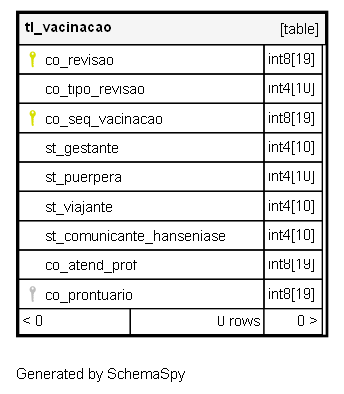 tl_vacinacao [table]
co_revisao int8[19]
co_tipo_revisao int4[10]
co_seq_vacinacao int8[19]
st_gestante int4[10]
st_puerpera int4[10]
st_viajante int4[10]
st_comunicante_hanseniase int4[10]
co_atend_prof int8[19]
co_prontuario int8[19]
< 0 0 rows 0 >
Generated by SchemaSpy